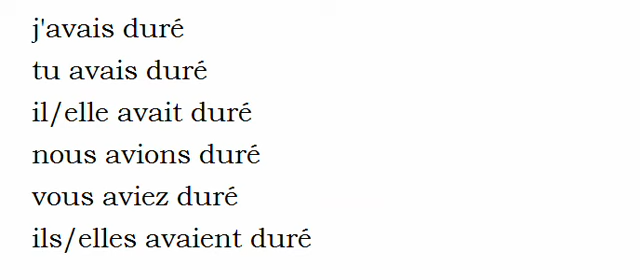 j'avais duré
tu avais duré
il/elle avait duré
nous avions duré
vous aviez duré
ils/elles avaient duré